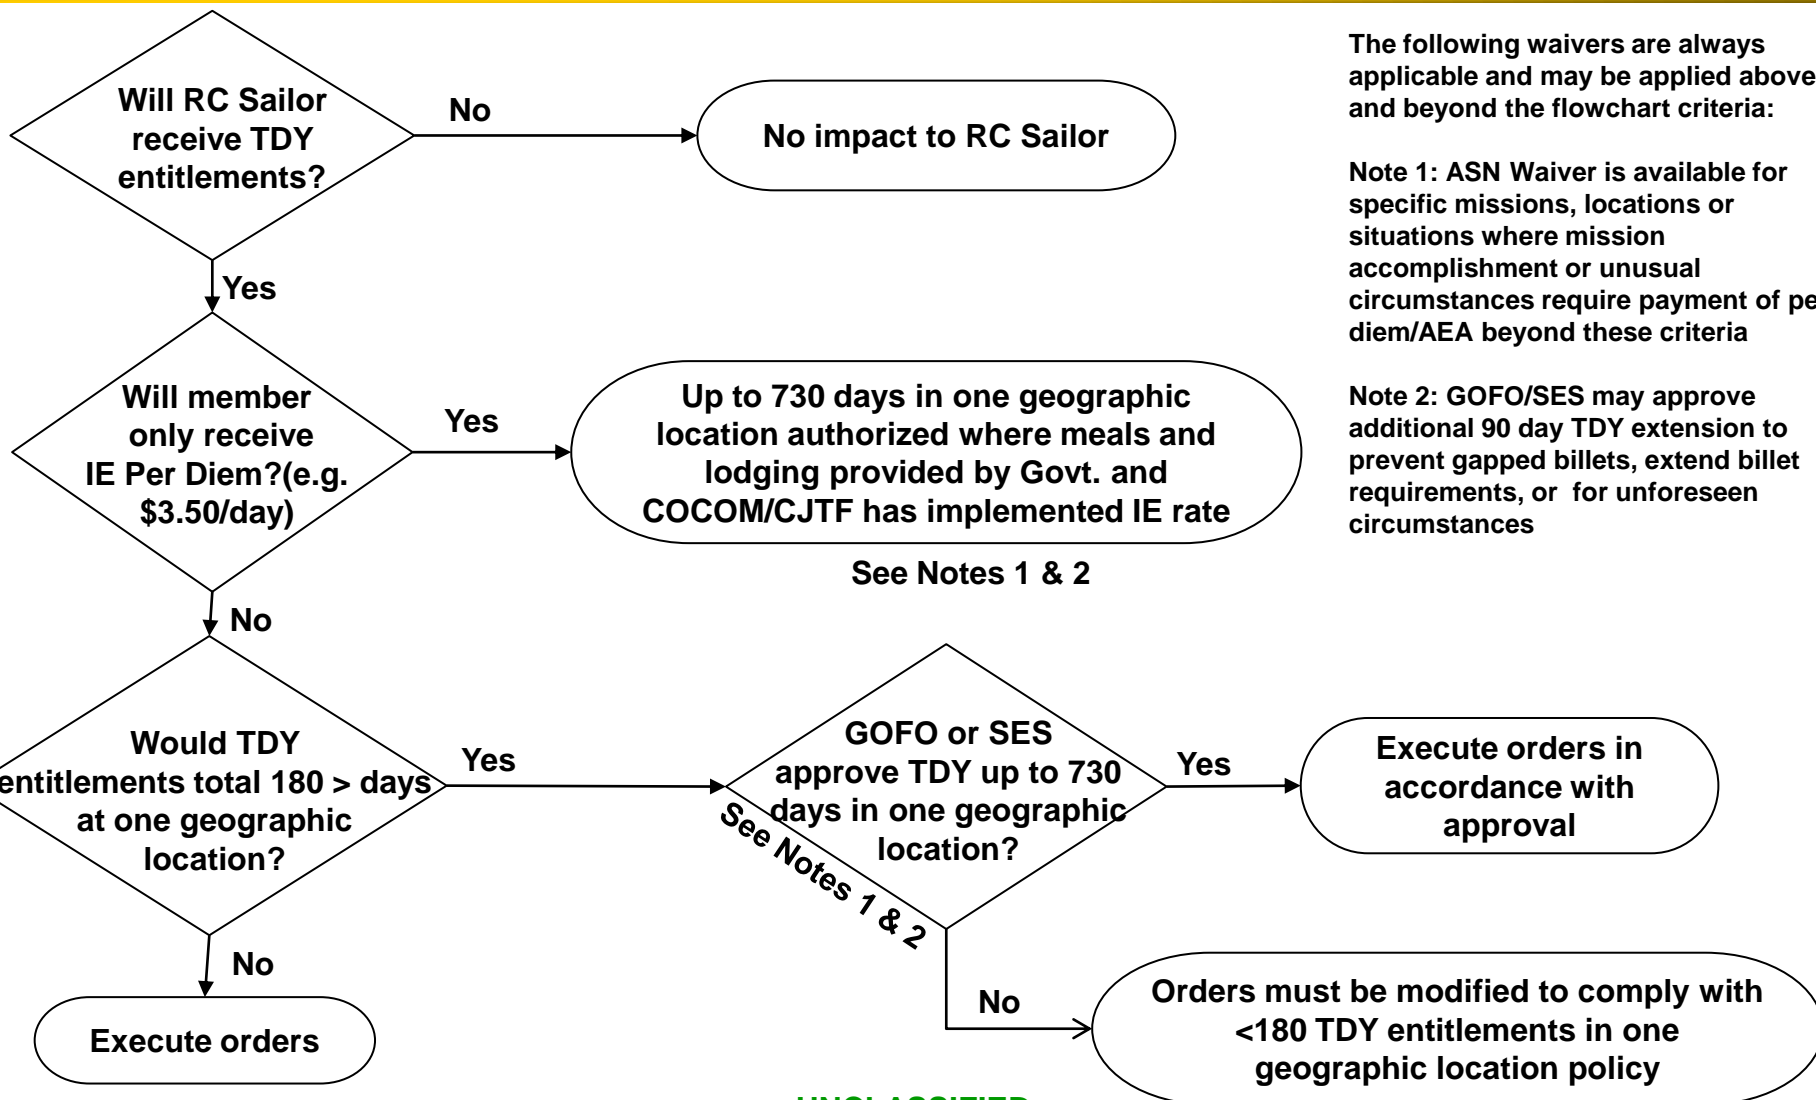 Will RC Sailor
receive TDY
entitlements?
No
No impact to RC Sailor
Yes
Will member
only receive
IE Per Diem?(e.g.
$3.50/day)
Yes
Up to 730 days in one geographic
location authorized where meals and
lodging provided by Govt. and
COCOM/CJTF has implemented IE rate
See Notes 1 & 2
No
Would TDY
entitlements total 180 > days
at one geographic
location?
Yes
GOFO or SES
approve TDY up to 730
days in one geographic
location?
See Notes 1 & 2
Yes
Execute orders in
accordance with
approval
No
Execute orders
No
Orders must be modified to comply with
<180 TDY entitlements in one
geographic location policy
The following waivers are always
applicable and may be applied above
and beyond the flowchart criteria:
Note 1: ASN Waiver is available for
specific missions, locations or
situations where mission
accomplishment or unusual
circumstances require payment of pe
diem/AEA beyond these criteria
Note 2: GOFO/SES may approve
additional 90 day TDY extension to
prevent gapped billets, extend billet
requirements, or for unforeseen
circumstances
UNCLASSIFIED